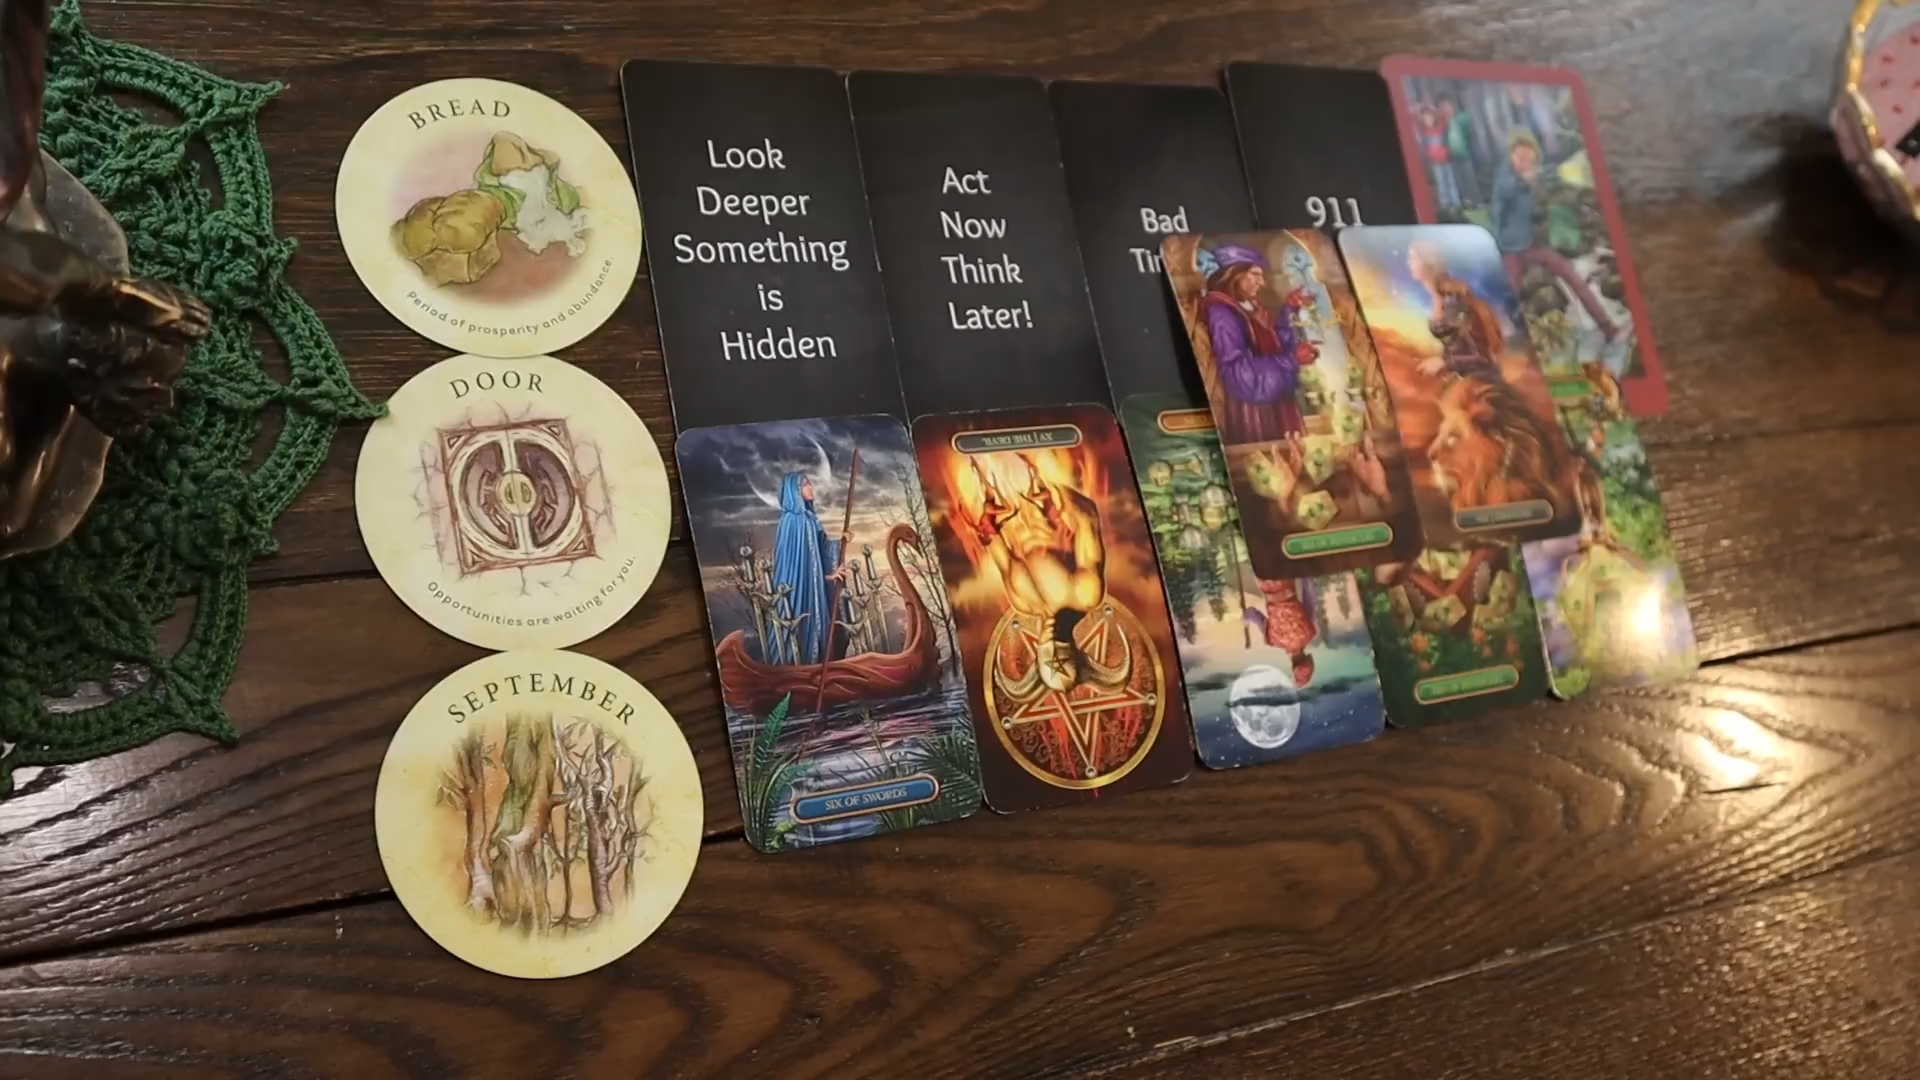 BREAD
Period of prosperity and abundance.
DOOR
Opportunities are waiting for you.
SEPTEMBER
Look
Deeper
Something
is
Hidden
Act
Now
Think
Later!
Bad
911
SIX OF SWORDS
XV THE DEVIL